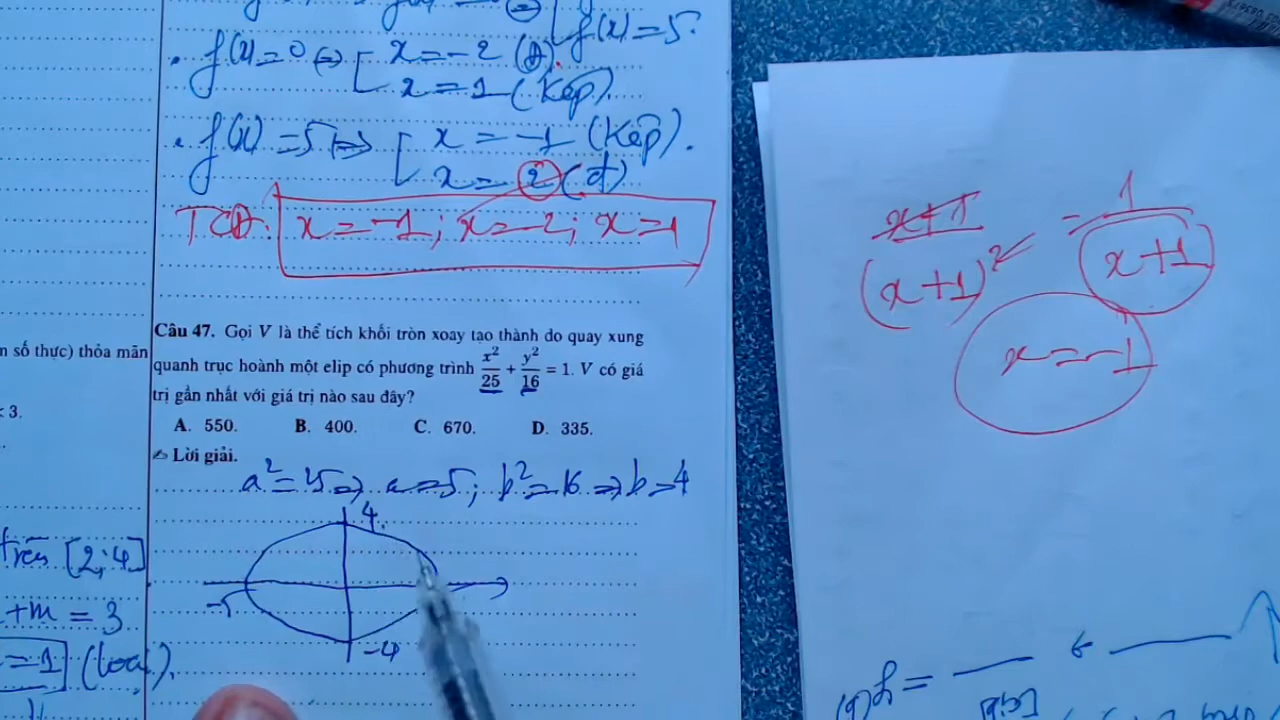 f(x)=5.
. f(x)=0 ⇔ [ x=-2 (đ).
x=1 (kép).
. f(x)=5 ⇔ [ x=-1 (kép).
x=2 (đ)
TCĐ: x=-1; x=-2; x=1
x+1
(x+1)²
= 1
x+1
x=-1
Câu 47. Gọi V là thể tích khối tròn xoay tạo thành do quay xung
quanh trục hoành một elip có phương trình x²/25 + y²/16 = 1. V có giá
trị gần nhất với giá trị nào sau đây?
A. 550. B. 400. C. 670. D. 335.
Lời giải.
a²=25 ⇒ a=5; b²=16 ⇒ b=4
4
-5
-4
n số thực) thỏa mãn
< 3.
trên [2;4]
+m = 3
=1 (loại).